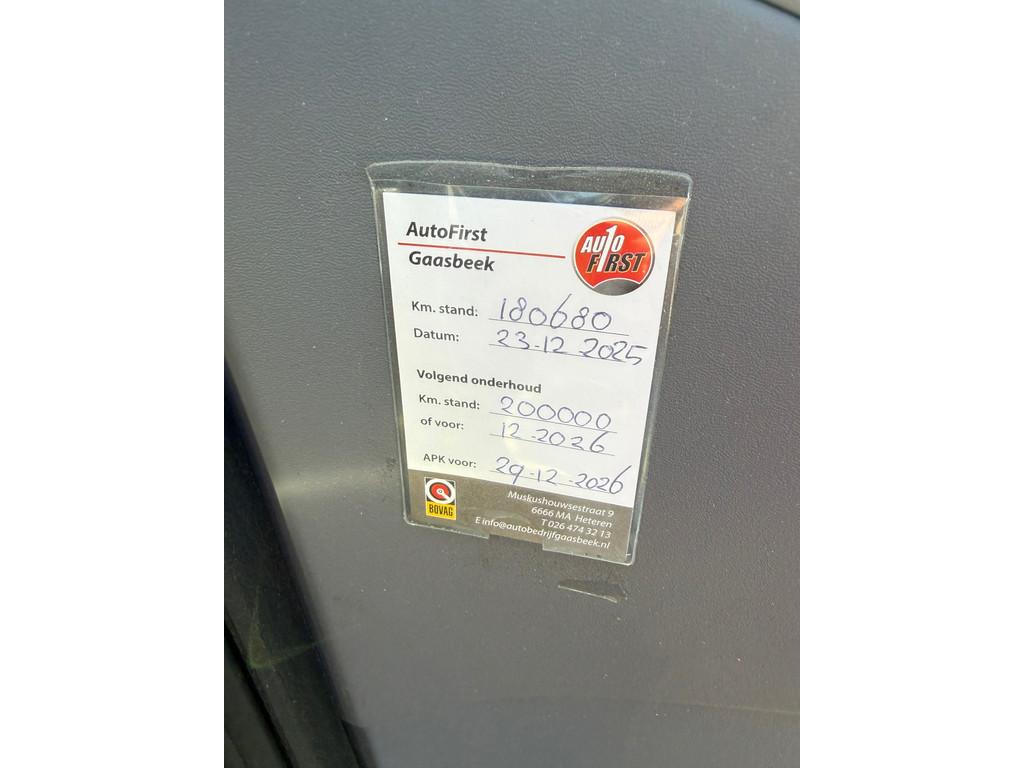 AutoFirst
Gaasbeek
AUTO
FIRST
Km. stand: 180680
Datum: 23-12 2025
Volgend onderhoud
Km. stand: 200000
of voor: 12-2026
APK voor: 29-12-2026
BOVAG
Muskushouwsestraat 9
6666 MA Heteren
T 026 474 32 13
E info@autobedrijfgaasbeek.nl